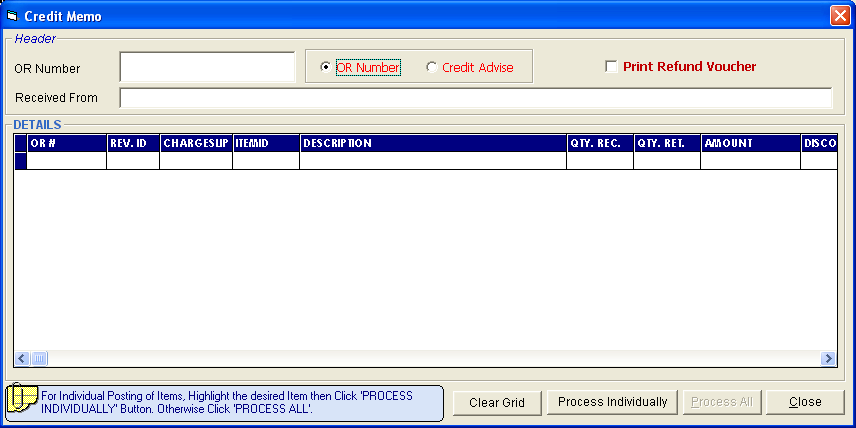 Credit Memo
Header
OR Number
OR Number Credit Advise
Print Refund Voucher
Received From
DETAILS
OR # REV. ID CHARGESLIP ITEMID DESCRIPTION QTY. REC. QTY. RET. AMOUNT DISCO
For Individual Posting of Items, Highlight the desired Item then Click 'PROCESS
INDIVIDUALLY' Button. Otherwise Click 'PROCESS ALL'.
Clear Grid Process Individually Process All Close